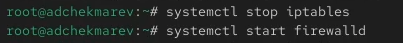 root@adchekmarev:~# systemctl stop iptables
root@adchekmarev:~# systemctl start firewalld